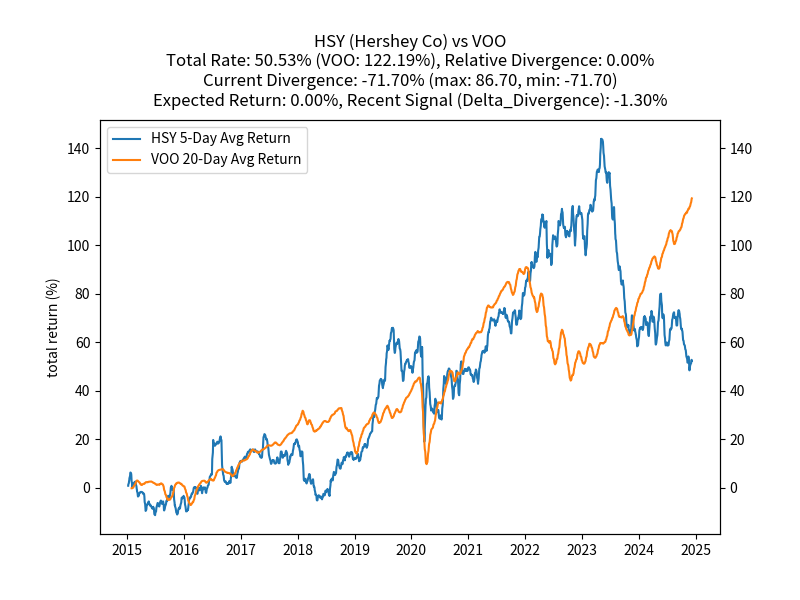 HSY (Hershey Co) vs VOO
Total Rate: 50.53% (VOO: 122.19%), Relative Divergence: 0.00%
Current Divergence: -71.70% (max: 86.70, min: -71.70)
Expected Return: 0.00%, Recent Signal (Delta_Divergence): -1.30%
HSY 5-Day Avg Return
VOO 20-Day Avg Return
total return (%)
140 140
120 120
100 100
80 80
60 60
40 40
20 20
0 0
2015 2016 2017 2018 2019 2020 2021 2022 2023 2024 2025